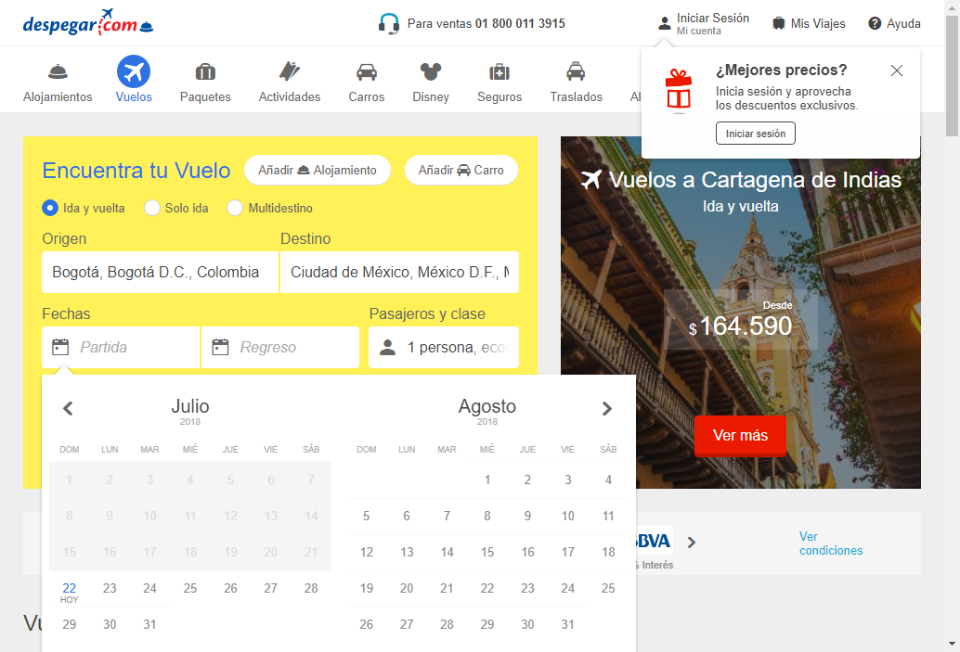 despegar.com
Para ventas 01 800 011 3915
Iniciar Sesión
Mi cuenta
Mis Viajes
Ayuda
Alojamientos
Vuelos
Paquetes
Actividades
Carros
Disney
Seguros
Traslados
¿Mejores precios?
Inicia sesión y aprovecha
los descuentos exclusivos.
Iniciar sesión
Encuentra tu Vuelo
Añadir Alojamiento
Añadir Carro
Ida y vuelta
Solo ida
Multidestino
Origen
Destino
Bogotá, Bogotá D.C., Colombia
Ciudad de México, México D.F., M
Fechas
Pasajeros y clase
Partida
Regreso
1 persona, eco
Julio
2018
DOM LUN MAR MIÉ JUE VIE SÁB
1 2 3 4 5 6 7
8 9 10 11 12 13 14
15 16 17 18 19 20 21
22 23 24 25 26 27 28
HOY
29 30 31
Agosto
2018
DOM LUN MAR MIÉ JUE VIE SÁB
1 2 3 4
5 6 7 8 9 10 11
12 13 14 15 16 17 18
19 20 21 22 23 24 25
26 27 28 29 30 31
Vuelos a Cartagena de Indias
Ida y vuelta
Desde
$ 164.590
Ver más
BBVA
% Interés
Ver
condiciones